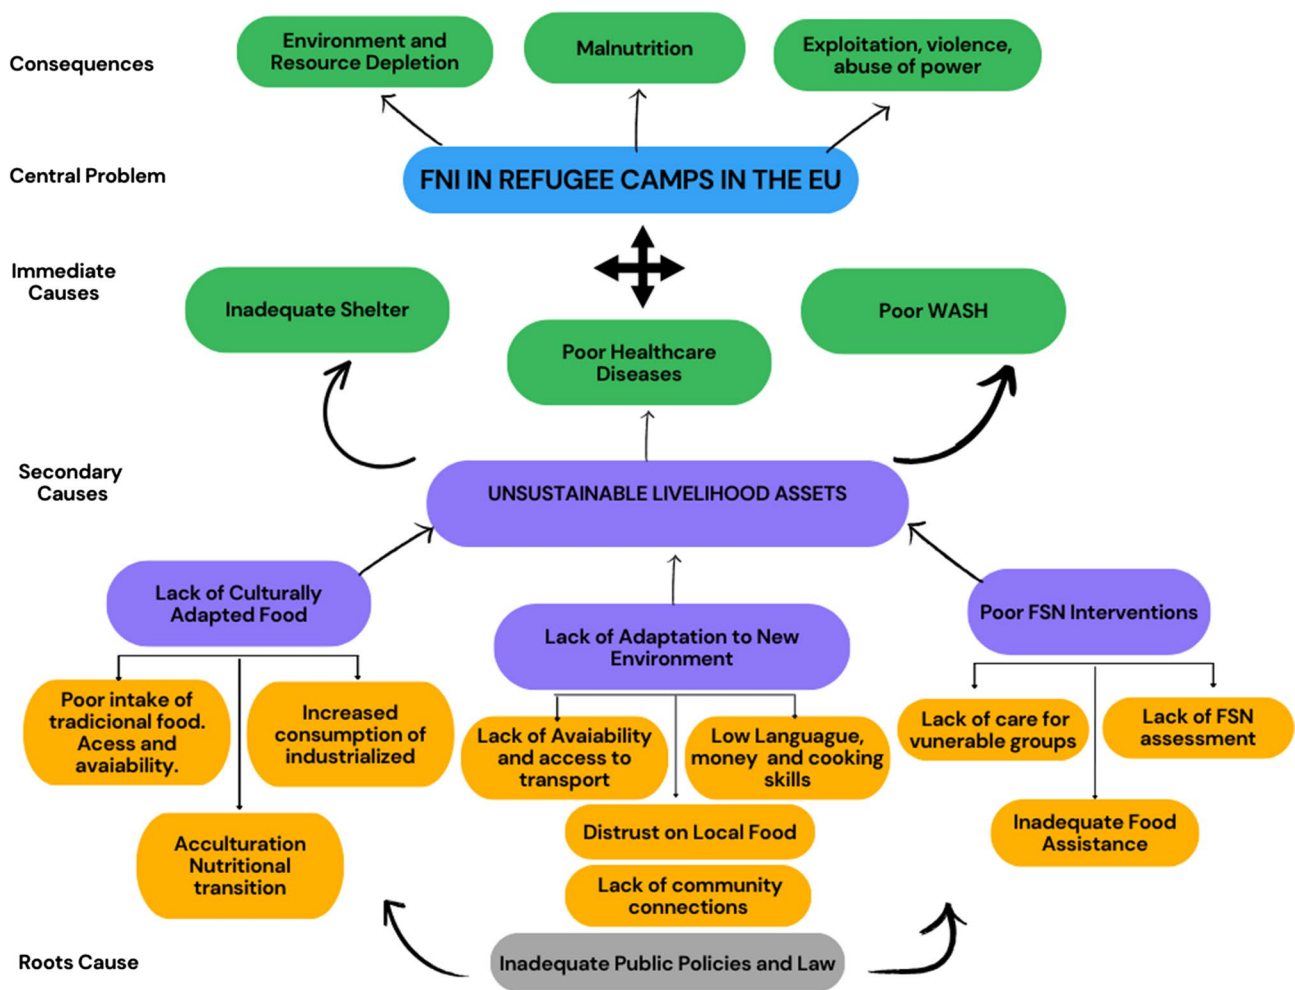 Consequences
Environment and
Resource Depletion
Malnutrition
Exploitation, violence,
abuse of power
Central Problem
FNI IN REFUGEE CAMPS IN THE EU
Immediate
Causes
Inadequate Shelter
Poor Healthcare
Diseases
Poor WASH
Secondary
Causes
UNSUSTAINABLE LIVELIHOOD ASSETS
Lack of Culturally
Adapted Food
Lack of Adaptation to New
Environment
Poor FSN Interventions
Poor intake of
tradicional food.
Acess and
avaiability.
Increased
consumption of
industrialized
Acculturation
Nutritional
transition
Lack of Avaiability
and access to
transport
Low Languague,
money and cooking
skills
Distrust on Local Food
Lack of community
connections
Lack of care for
vunerable groups
Lack of FSN
assessment
Inadequate Food
Assistance
Roots Cause
Inadequate Public Policies and Law